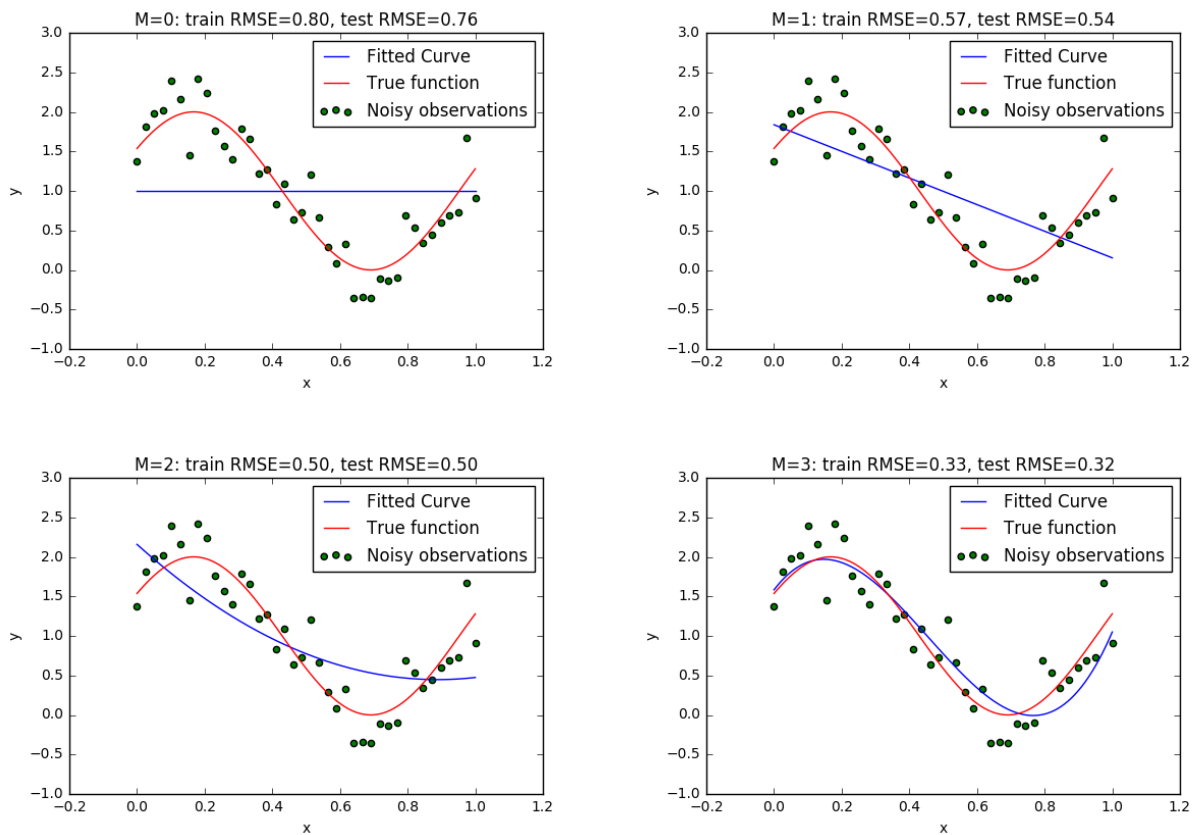 M=0: train RMSE=0.80, test RMSE=0.76
3.0
2.5
2.0
1.5
1.0
0.5
0.0
−0.5
−1.0
y
Fitted Curve
True function
Noisy observations
−0.2 0.0 0.2 0.4 0.6 0.8 1.0 1.2
x
M=1: train RMSE=0.57, test RMSE=0.54
3.0
2.5
2.0
1.5
1.0
0.5
0.0
−0.5
−1.0
y
Fitted Curve
True function
Noisy observations
−0.2 0.0 0.2 0.4 0.6 0.8 1.0 1.2
x
M=2: train RMSE=0.50, test RMSE=0.50
3.0
2.5
2.0
1.5
1.0
0.5
0.0
−0.5
−1.0
y
Fitted Curve
True function
Noisy observations
−0.2 0.0 0.2 0.4 0.6 0.8 1.0 1.2
x
M=3: train RMSE=0.33, test RMSE=0.32
3.0
2.5
2.0
1.5
1.0
0.5
0.0
−0.5
−1.0
y
Fitted Curve
True function
Noisy observations
−0.2 0.0 0.2 0.4 0.6 0.8 1.0 1.2
x